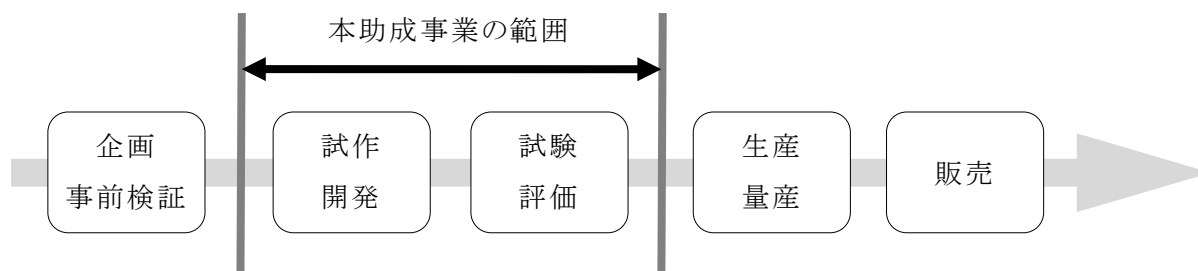 本助成事業の範囲
企画
事前検証
試作
開発
試験
評価
生産
量産
販売